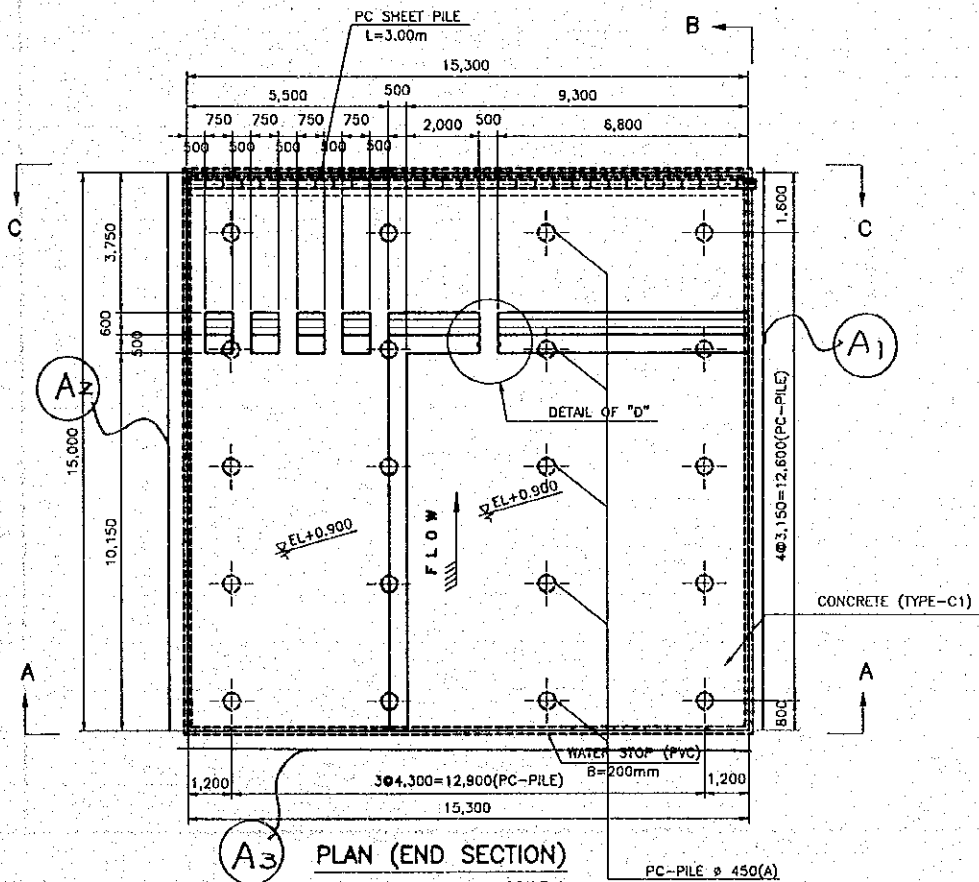 PC SHEET PILE
L=3.00m
B
15,300
5,500
500
9,300
750
750
750
750
2,000
500
6,800
500
500
500
500
500
C
C
3,750
1,600
600
500
A1
A2
DETAIL OF "D"
15,000
10,150
EL+0.900
EL+0.900
FLOW
4@3,150=12,600(PC-PILE)
CONCRETE (TYPE-C1)
A
A
800
WATER STOP (PVC)
B=200mm
1,200
3@4,300=12,900(PC-PILE)
1,200
15,300
A3
PLAN (END SECTION)
PC-PILE ø 450(A)